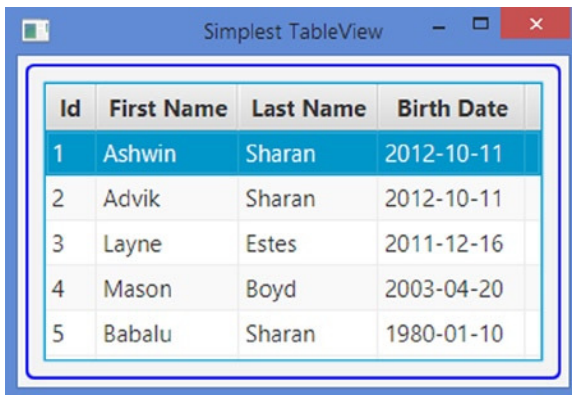 Simplest TableView
Id First Name Last Name Birth Date
1 Ashwin Sharan 2012-10-11
2 Advik Sharan 2012-10-11
3 Layne Estes 2011-12-16
4 Mason Boyd 2003-04-20
5 Babalu Sharan 1980-01-10